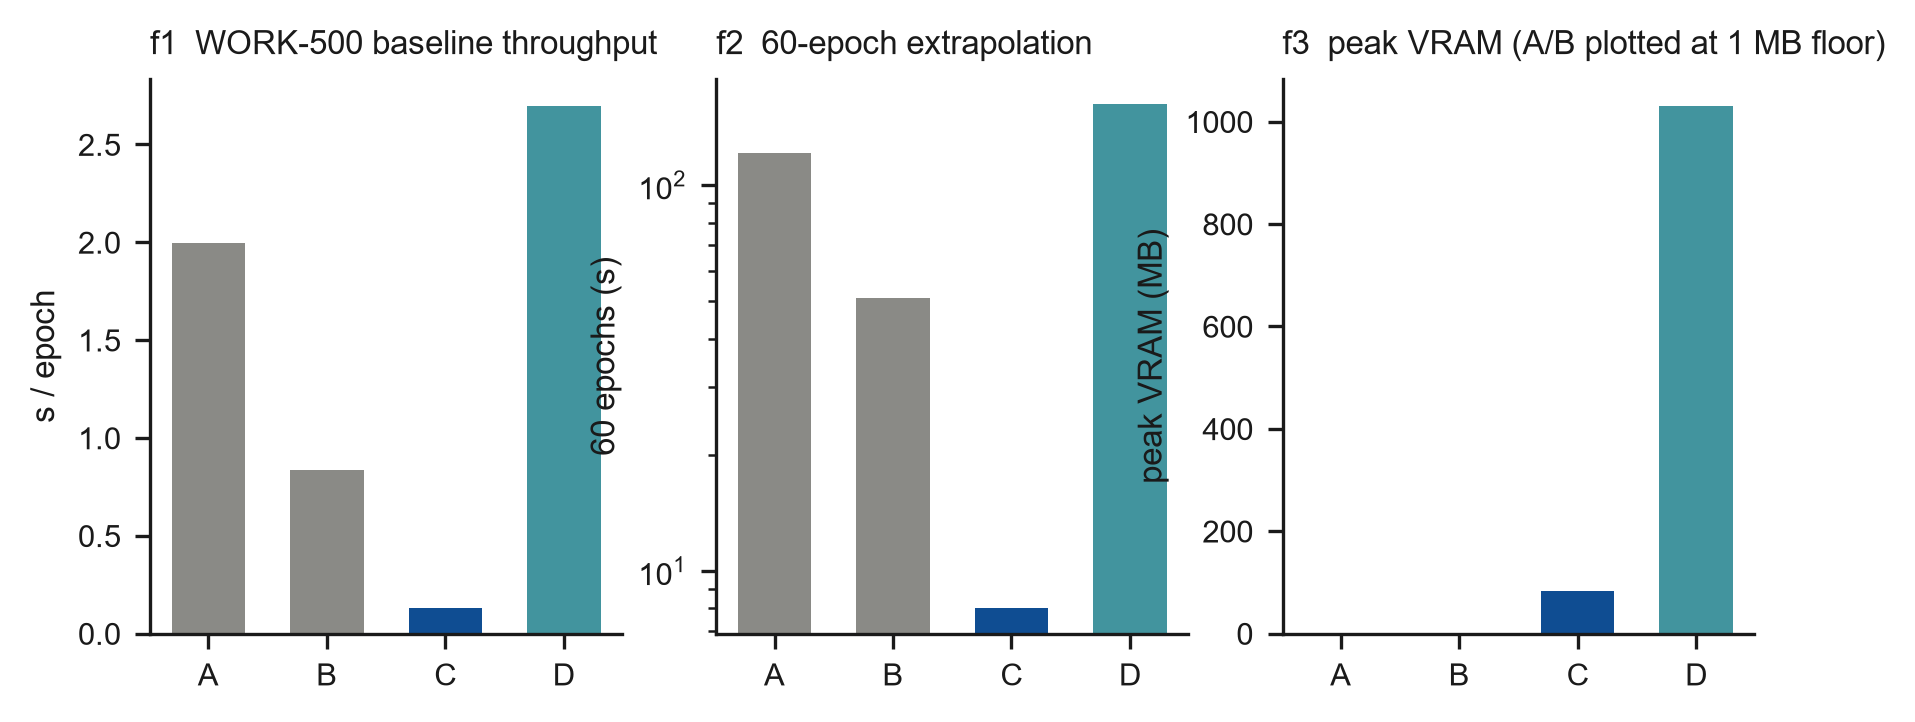 f1  WORK-500 baseline throughput
s / epoch
2.5
2.0
1.5
1.0
0.5
0.0
A B C D
f2  60-epoch extrapolation
60 epochs (s)
10²
10¹
A B C D
f3  peak VRAM (A/B plotted at 1 MB floor)
peak VRAM (MB)
1000
800
600
400
200
0
A B C D